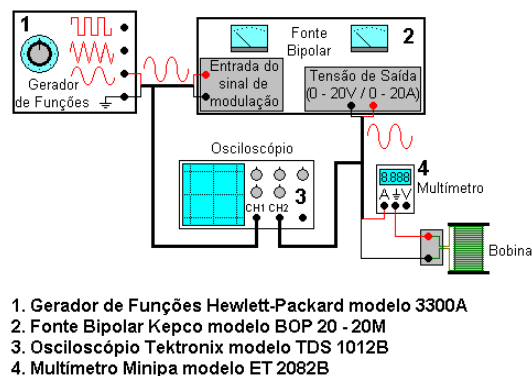 1
Gerador
de Funções
Fonte
Bipolar
2
Entrada do
sinal de
modulação
Tensão de Saída
(0 - 20V / 0 - 20A)
Osciloscópio
CH1 CH2
3
4
8.888
A V
Multímetro
Bobina
1. Gerador de Funções Hewlett-Packard modelo 3300A
2. Fonte Bipolar Kepco modelo BOP 20 - 20M
3. Osciloscópio Tektronix modelo TDS 1012B
4. Multímetro Minipa modelo ET 2082B